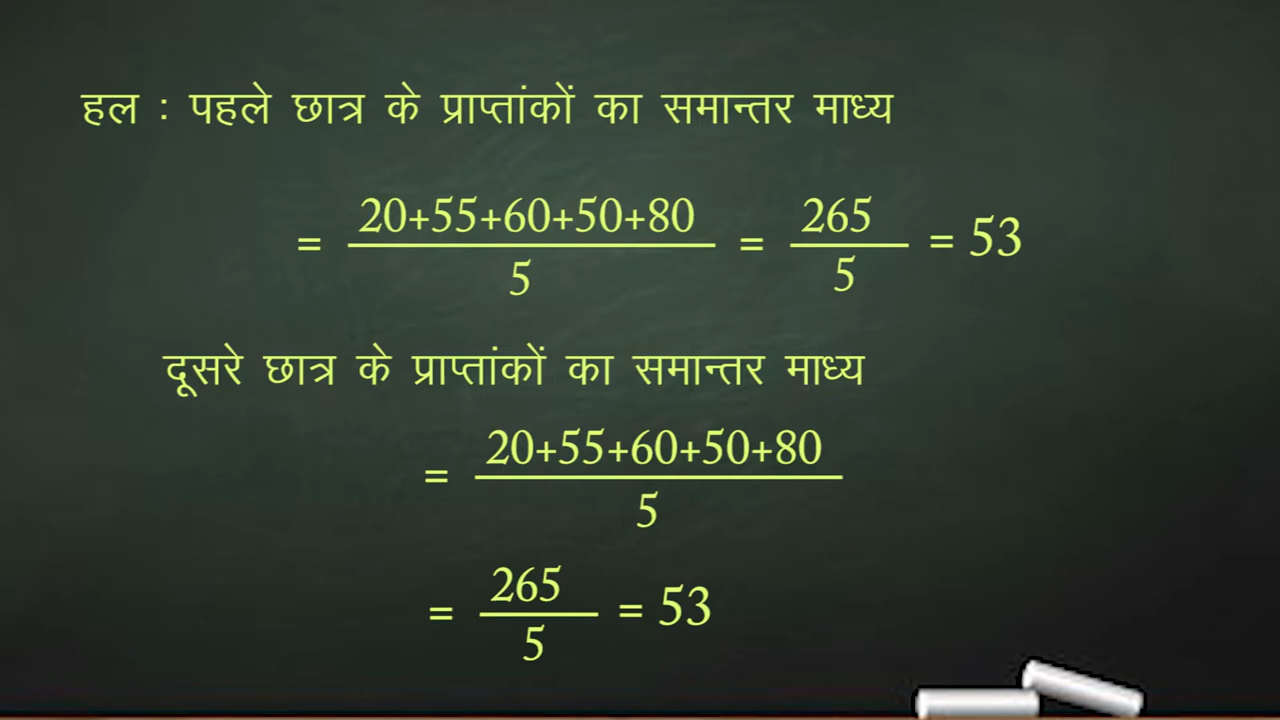 हल : पहले छात्र के प्राप्तांकों का समान्तर माध्य
= 20+55+60+50+80 / 5 = 265 / 5 = 53
दूसरे छात्र के प्राप्तांकों का समान्तर माध्य
= 20+55+60+50+80 / 5
= 265 / 5 = 53